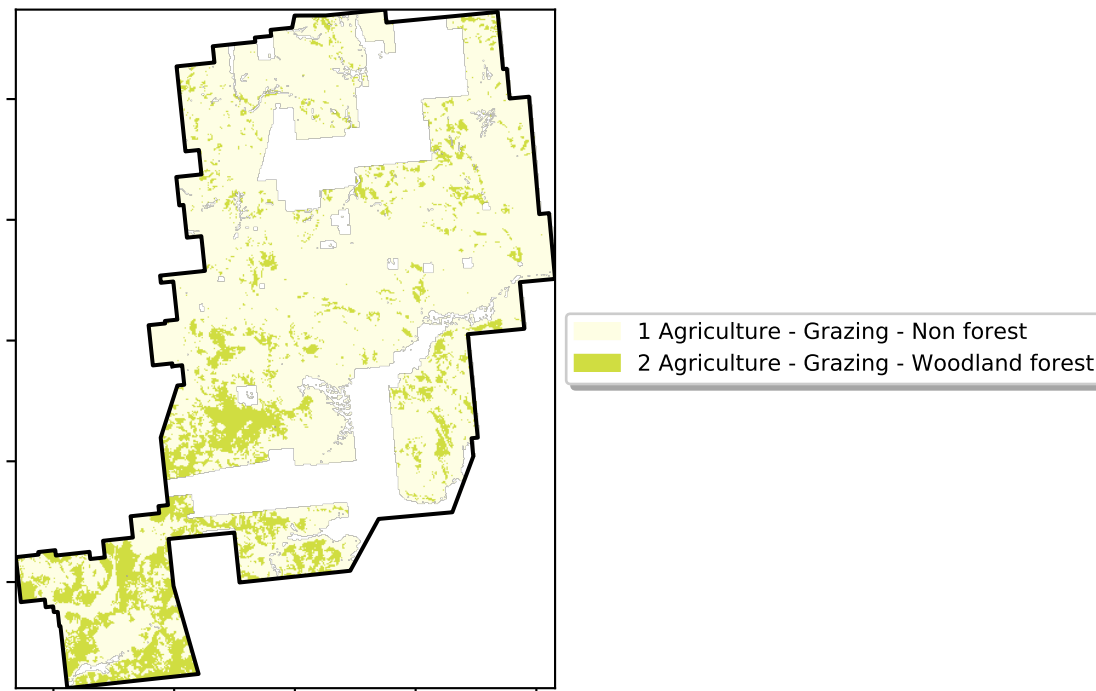 1 Agriculture - Grazing - Non forest
2 Agriculture - Grazing - Woodland forest